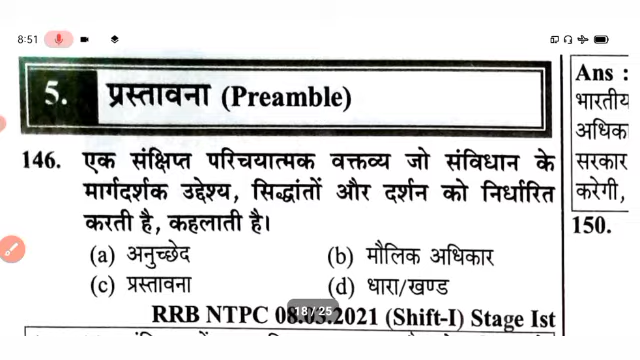 8:51
5. प्रस्तावना (Preamble)
146. एक संक्षिप्त परिचयात्मक वक्तव्य जो संविधान के
मार्गदर्शक उद्देश्य, सिद्धांतों और दर्शन को निर्धारित
करती है, कहलाती है।
(a) अनुच्छेद (b) मौलिक अधिकार
(c) प्रस्तावना (d) धारा/खण्ड
18 / 25
RRB NTPC 08.03.2021 (Shift-I) Stage Ist
Ans :
भारतीय
अधिक
सरकार
करेगी,
150.